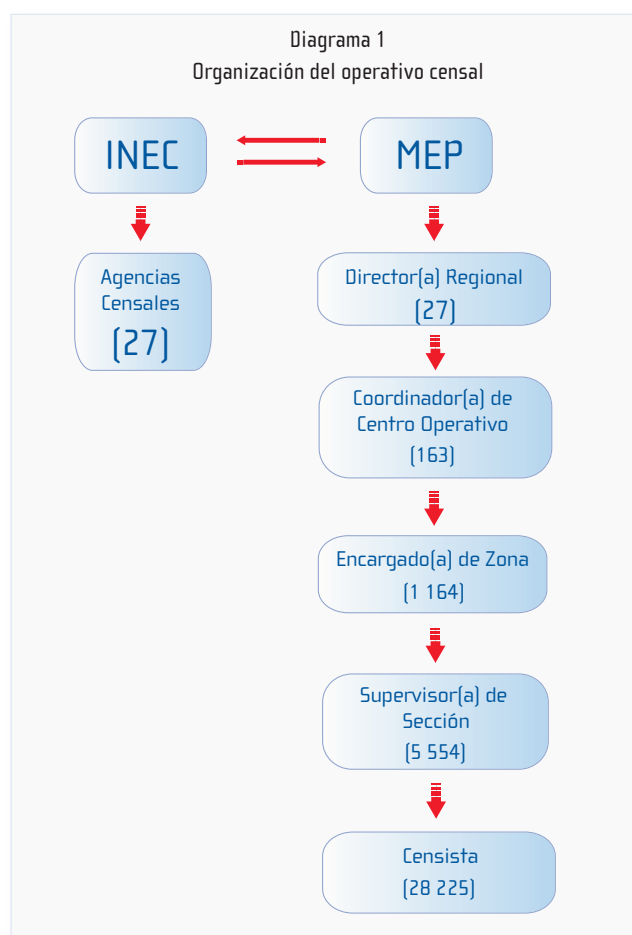 Diagrama 1
Organización del operativo censal
INEC
MEP
Agencias
Censales
(27)
Director(a) Regional
(27)
Coordinador(a) de
Centro Operativo
(163)
Encargado(a) de Zona
(1 164)
Supervisor(a) de
Sección
(5 554)
Censista
(28 225)